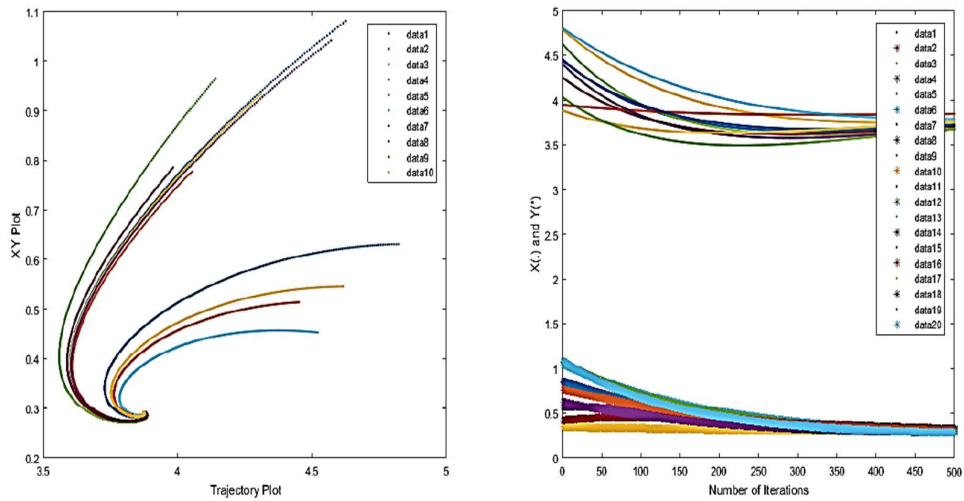 1.1
1
0.9
0.8
0.7
0.6
0.5
0.4
0.3
0.2
XY Plot
3.5 4 4.5 5
Trajectory Plot
data1
data2
data3
data4
data5
data6
data7
data8
data9
data10
5
4.5
4
3.5
3
2.5
2
1.5
1
0.5
0
X(.) and Y(*)
0 50 100 150 200 250 300 350 400 450 500
Number of Iterations
data1
data2
data3
data4
data5
data6
data7
data8
data9
data10
data11
data12
data13
data14
data15
data16
data17
data18
data19
data20